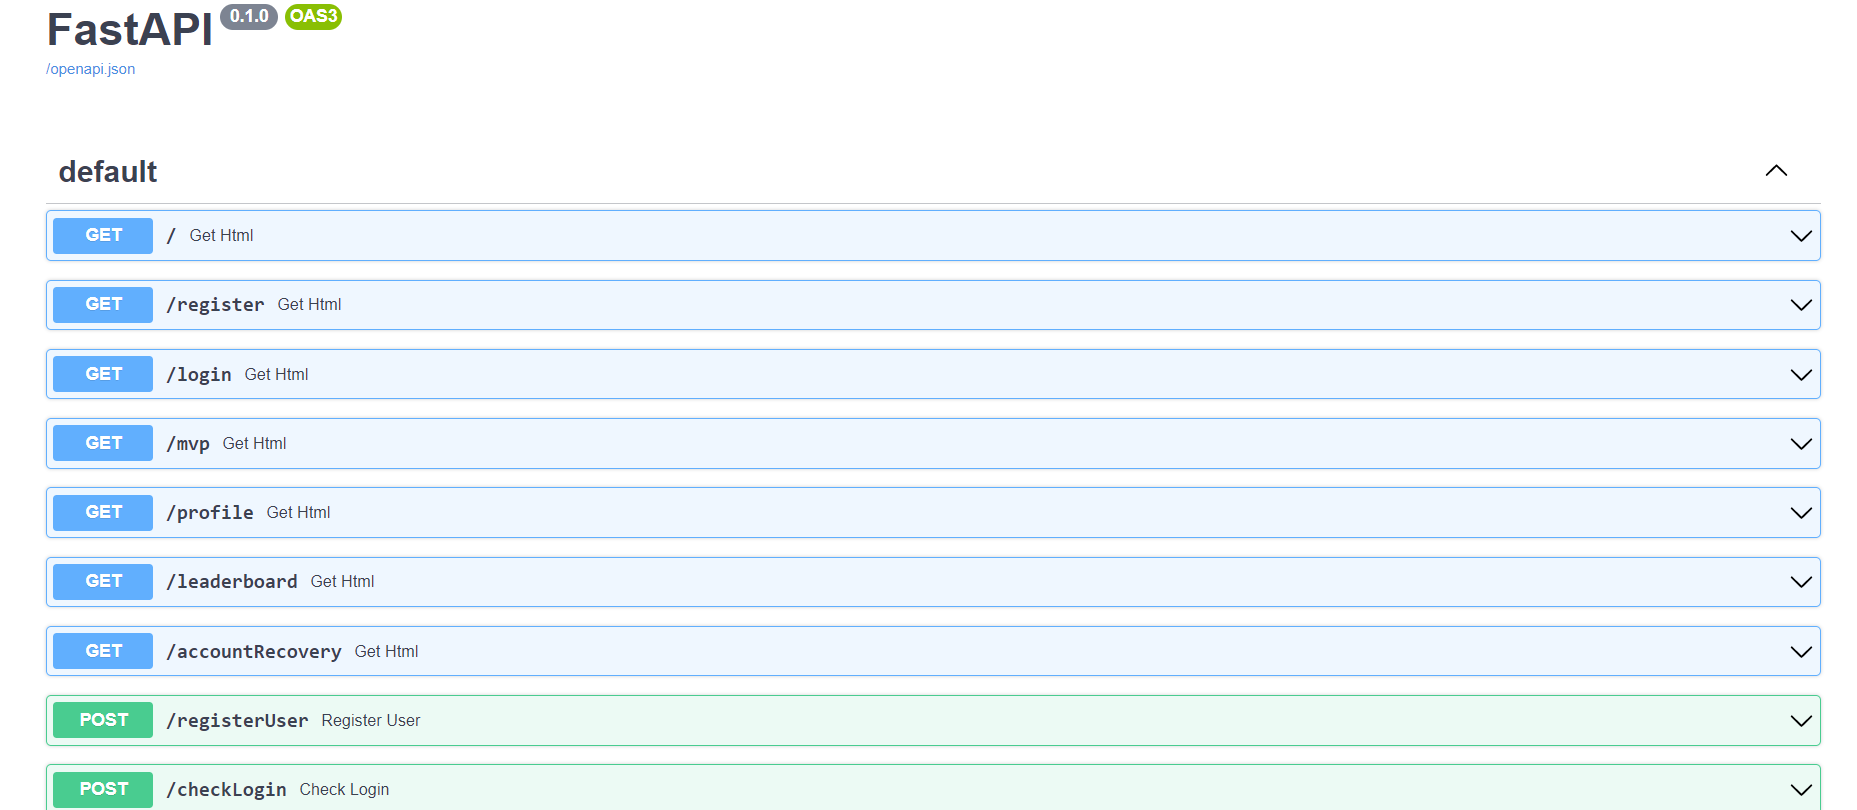 FastAPI 0.1.0 OAS3
/openapi.json
default
GET / Get Html
GET /register Get Html
GET /login Get Html
GET /mvp Get Html
GET /profile Get Html
GET /leaderboard Get Html
GET /accountRecovery Get Html
POST /registerUser Register User
POST /checkLogin Check Login